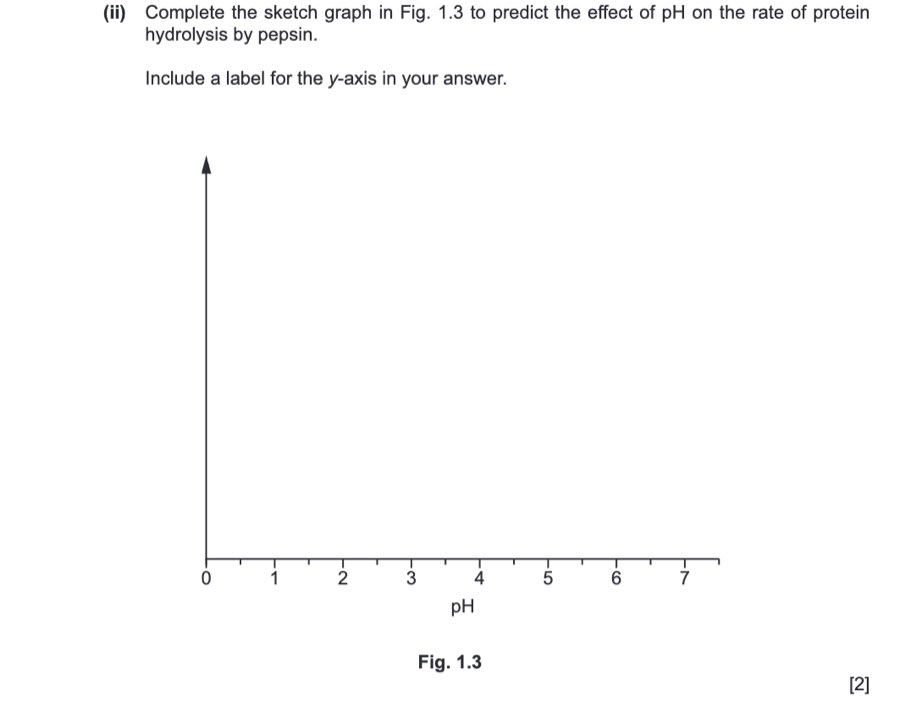 (ii) Complete the sketch graph in Fig. 1.3 to predict the effect of pH on the rate of protein
hydrolysis by pepsin.
Include a label for the y-axis in your answer.
0 1 2 3 4 5 6 7
pH
Fig. 1.3
[2]